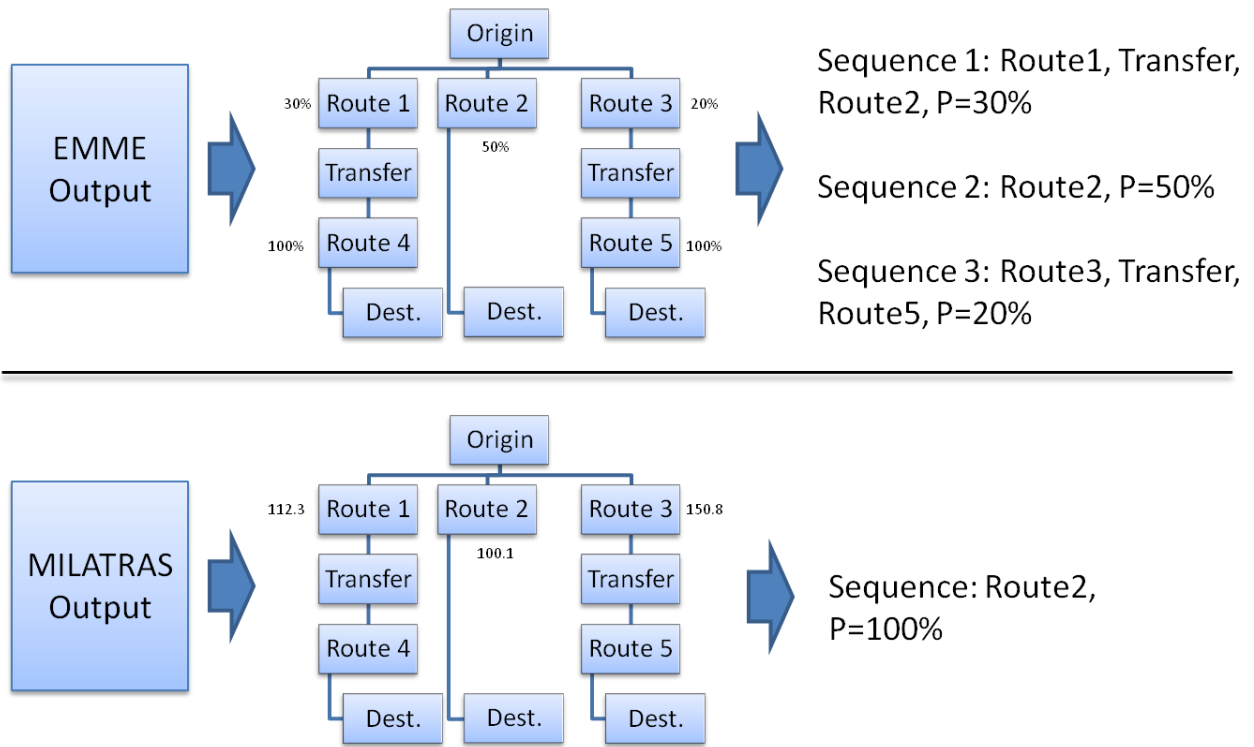 EMME
Output
Origin
30%
Route 1
Route 2
Route 3
20%
50%
Transfer
Transfer
100%
Route 4
Route 5
100%
Dest.
Dest.
Dest.
Sequence 1: Route1, Transfer,
Route2, P=30%
Sequence 2: Route2, P=50%
Sequence 3: Route3, Transfer,
Route5, P=20%
MILATRAS
Output
Origin
112.3
Route 1
Route 2
Route 3
150.8
100.1
Transfer
Transfer
Route 4
Route 5
Dest.
Dest.
Dest.
Sequence: Route2,
P=100%